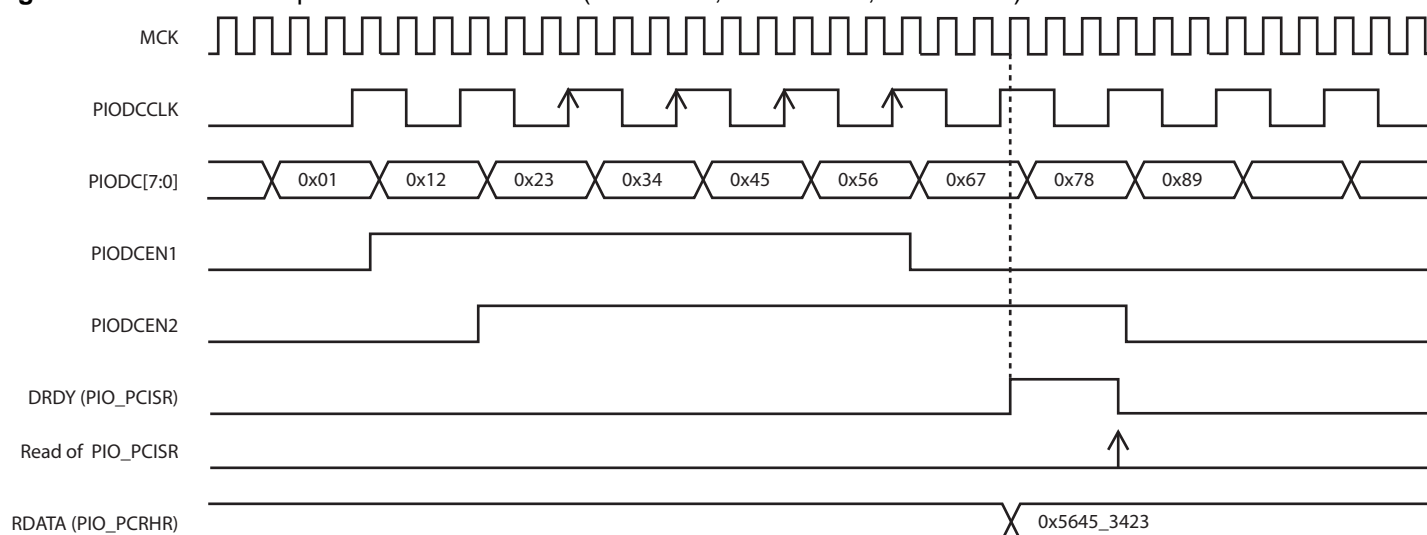 MCK
PIODCCLK
PIODC[7:0] 0x01 0x12 0x23 0x34 0x45 0x56 0x67 0x78 0x89
PIODCEN1
PIODCEN2
DRDY (PIO_PCISR)
Read of PIO_PCISR
RDATA (PIO_PCRHR) 0x5645_3423